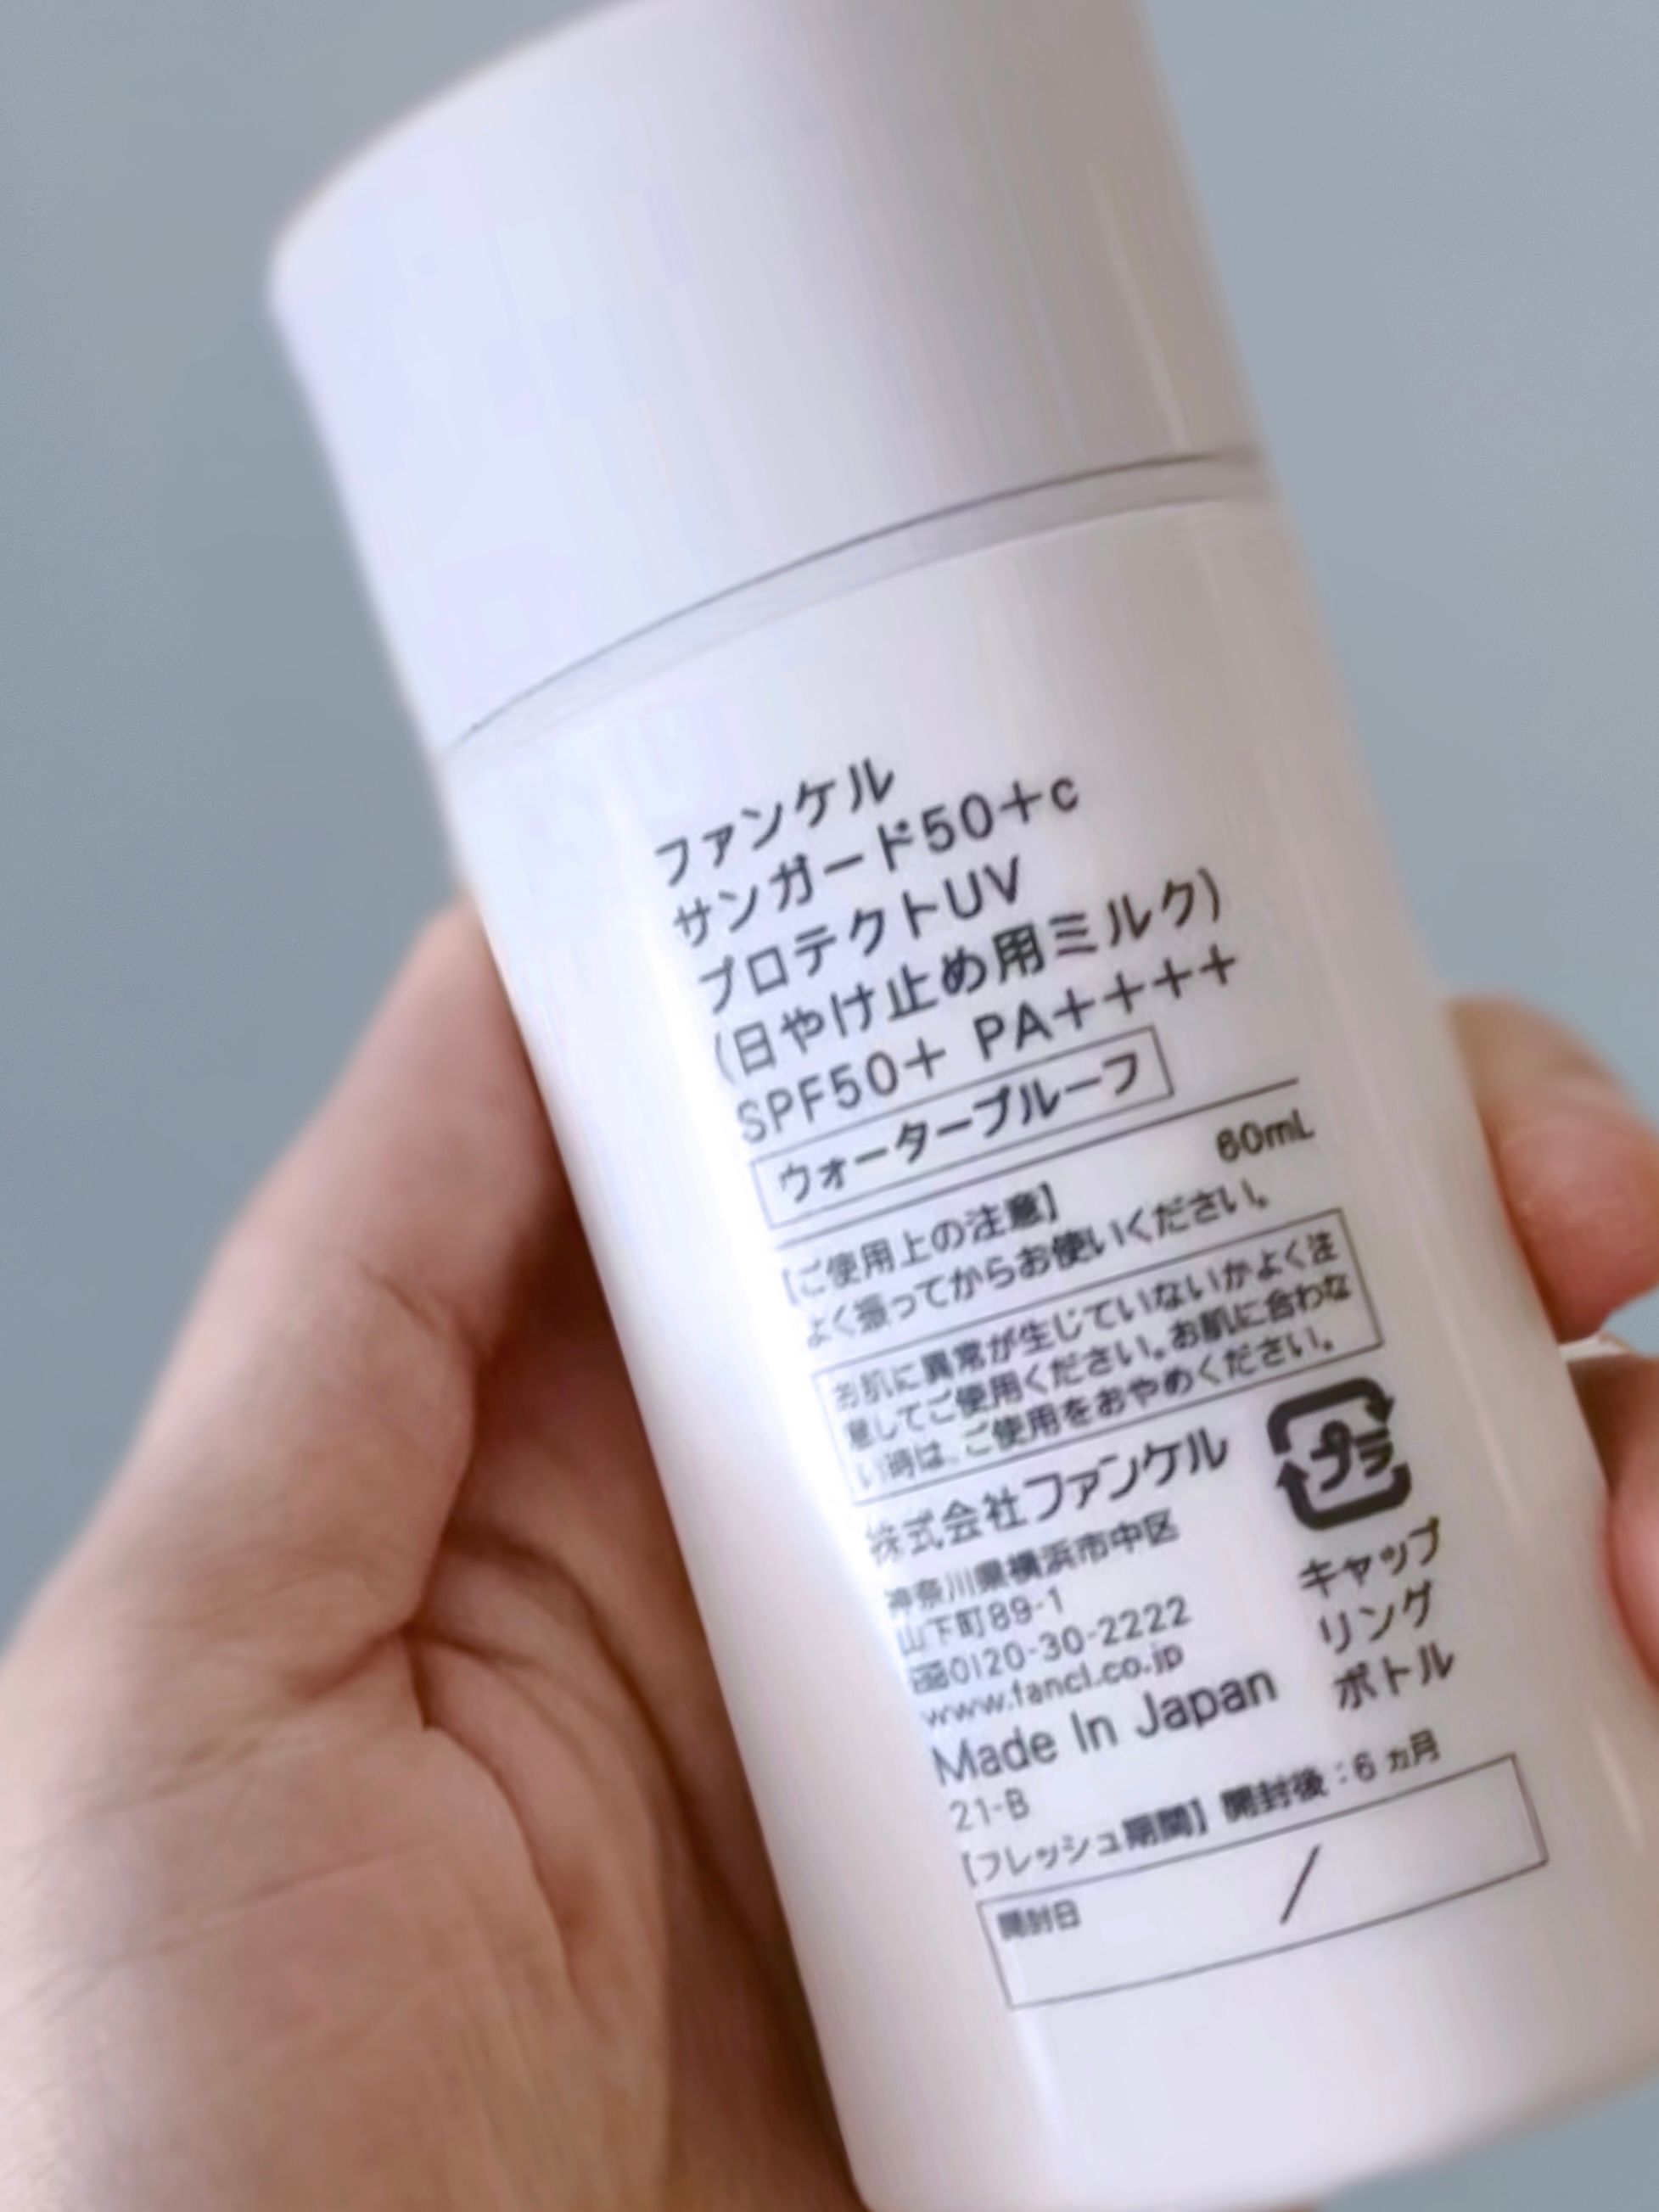 ファンケル
サンガード50+c
プロテクトUV
(日やけ止め用ミルク)
SPF50+ PA++++
ウォータープルーフ
60mL
【ご使用上の注意】
よく振ってからお使いください。
お肌に異常が生じていないかよく注
意してご使用ください。お肌に合わな
い時は、ご使用をおやめください。
株式会社ファンケル
神奈川県横浜市中区
山下町89-1
0120-30-2222
www.fancl.co.jp
Made In Japan
21-B
プラ
キャップ
リング
ボトル
【フレッシュ期間】開封後:6ヵ月
開封日 /